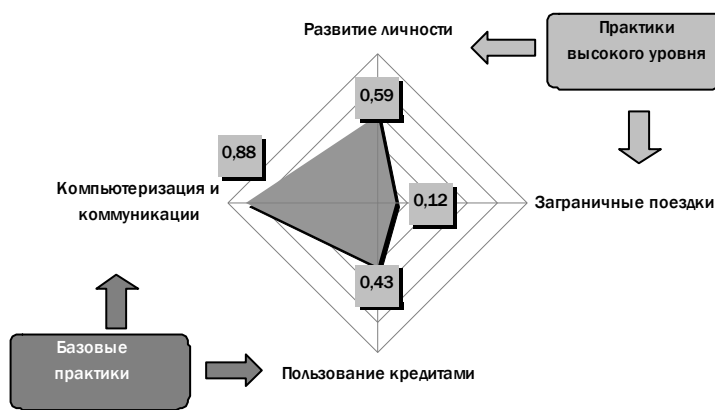 Развитие личности
Практики
высокого уровня
0,59
0,88
Компьютеризация и
коммуникации
0,12
Заграничные поездки
0,43
Базовые
практики
Пользование кредитами